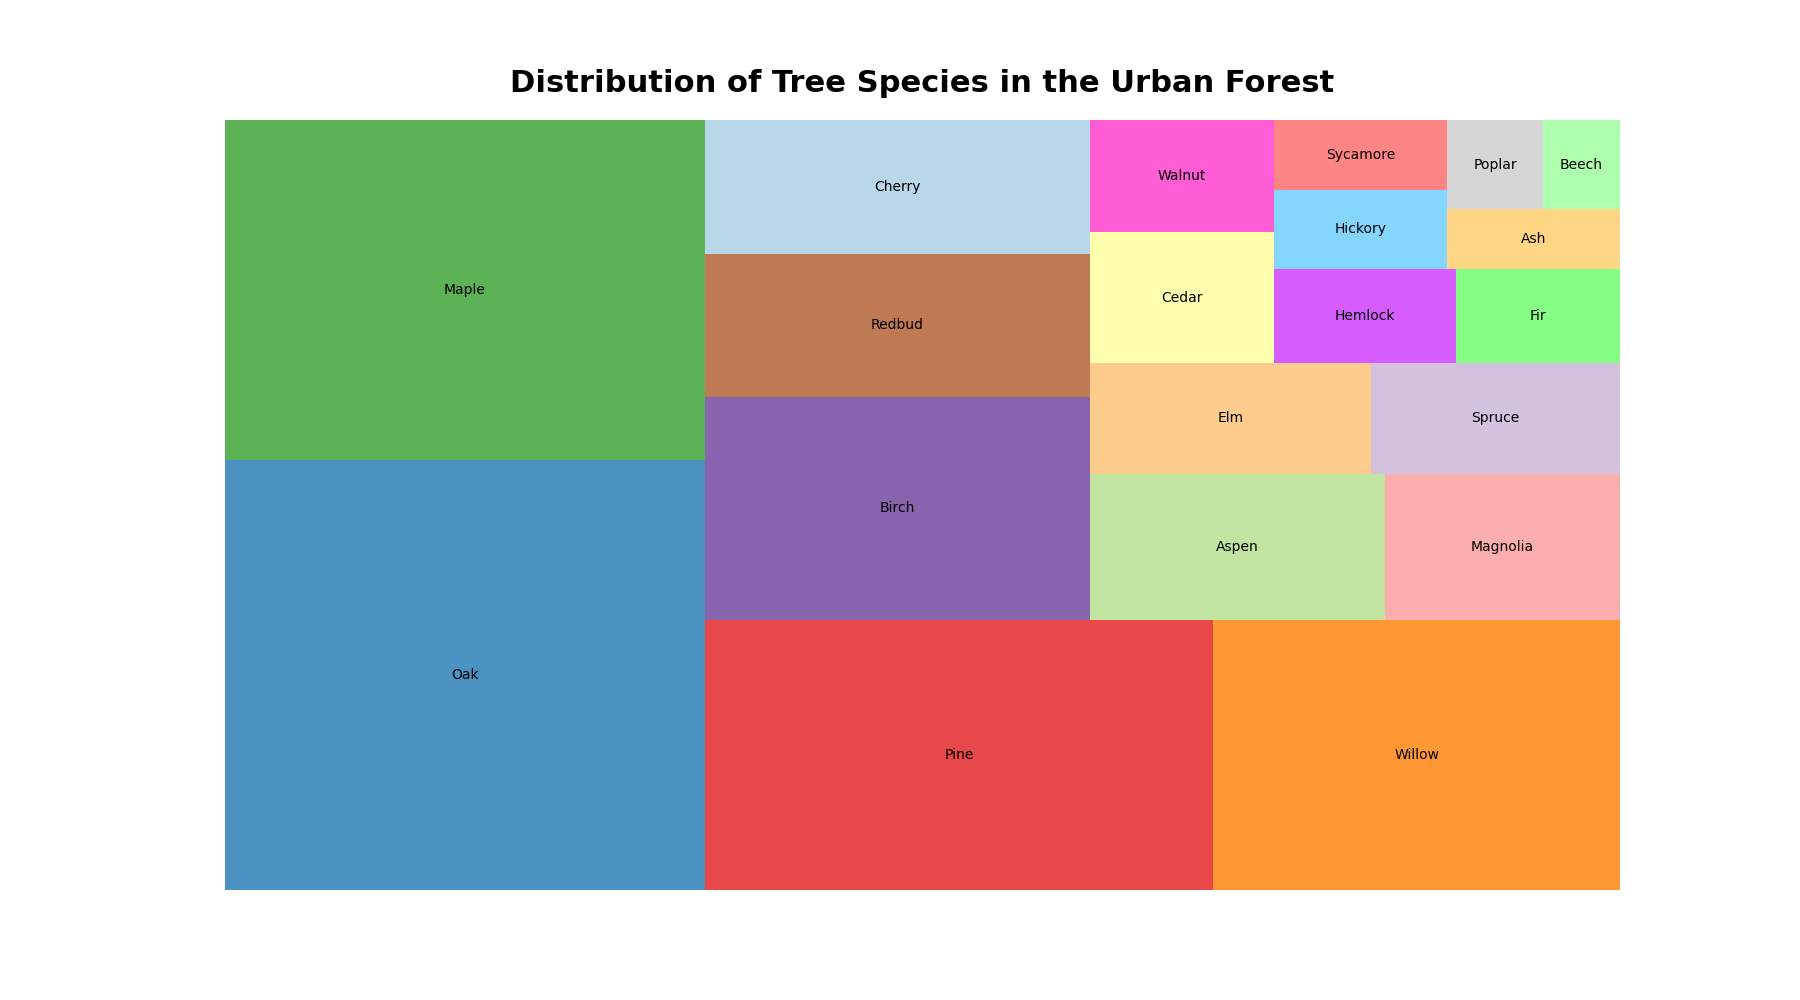 Distribution of Tree Species in the Urban Forest
Maple
Oak
Cherry
Redbud
Birch
Pine
Willow
Walnut
Cedar
Sycamore
Hickory
Poplar
Beech
Ash
Hemlock
Fir
Elm
Spruce
Aspen
Magnolia